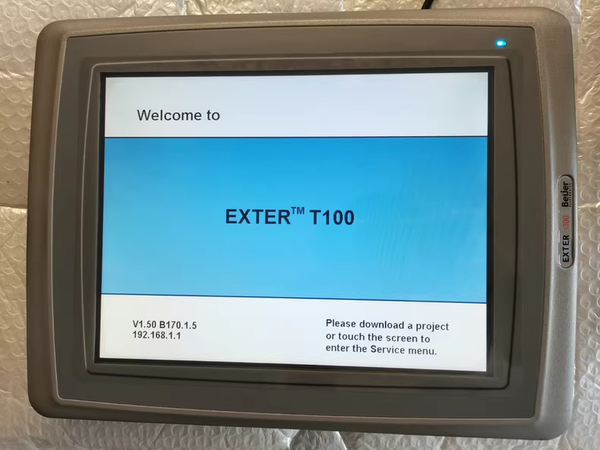 Welcome to
EXTER™ T100
V1.50 B170.1.5
192.168.1.1
Please download a project
or touch the screen to
enter the Service menu.
EXTER T100 Beijer